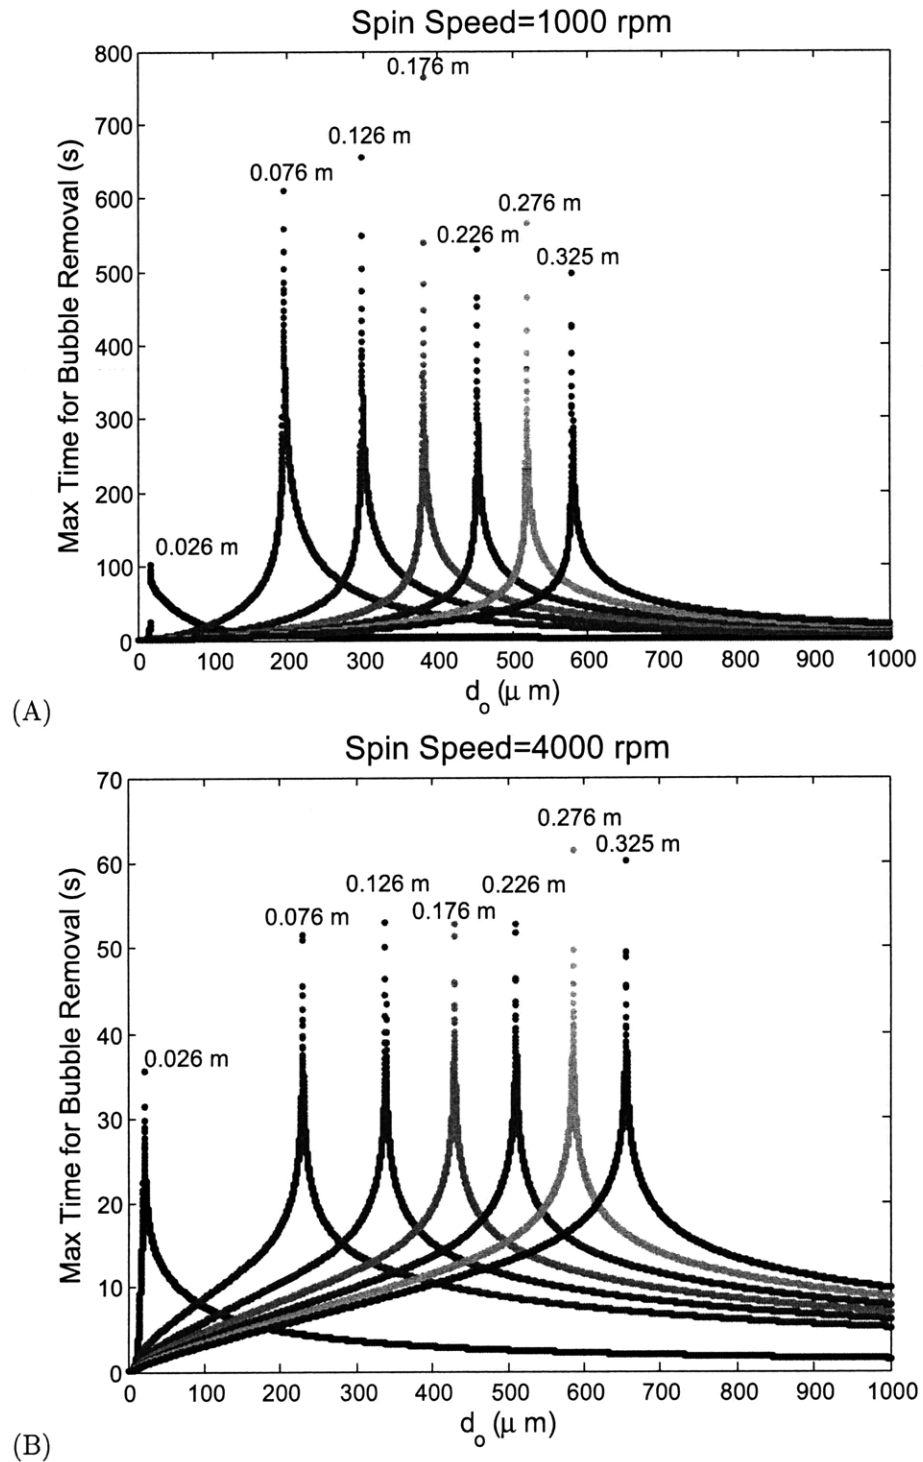 Spin Speed=1000 rpm
Max Time for Bubble Removal (s)
800
700
600
500
400
300
200
100
0
0.176 m
0.126 m
0.076 m
0.276 m
0.226 m
0.325 m
0.026 m
0 100 200 300 400 500 600 700 800 900 1000
d_o (μ m)
(A)
Spin Speed=4000 rpm
Max Time for Bubble Removal (s)
70
60
50
40
30
20
10
0
0.276 m
0.325 m
0.126 m
0.226 m
0.176 m
0.076 m
0.026 m
0 100 200 300 400 500 600 700 800 900 1000
d_o (μ m)
(B)